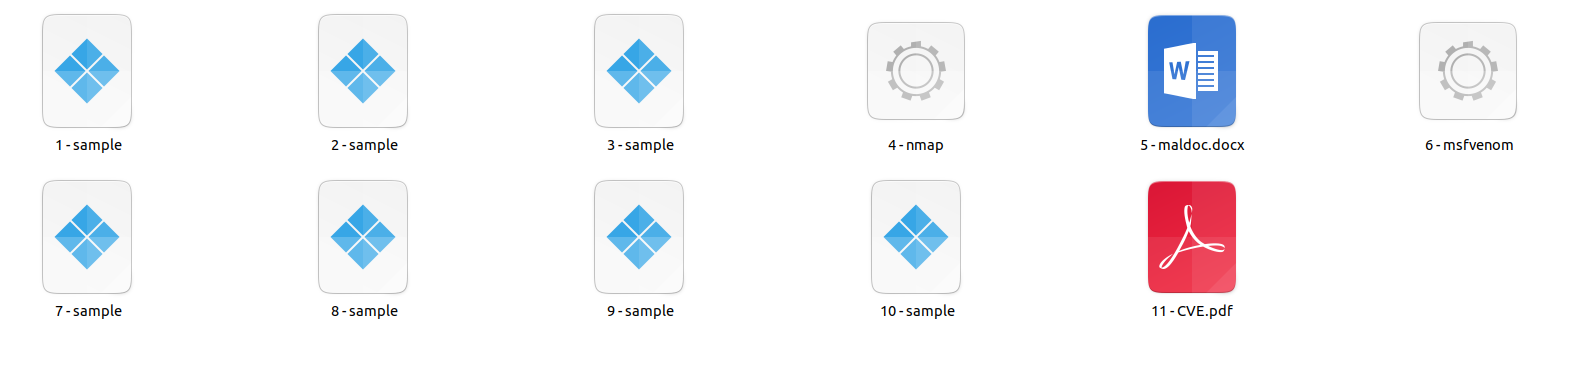 1 - sample
2 - sample
3 - sample
4 - nmap
W
5 - maldoc.docx
6 - msfvenom
7 - sample
8 - sample
9 - sample
10 - sample
11 - CVE.pdf